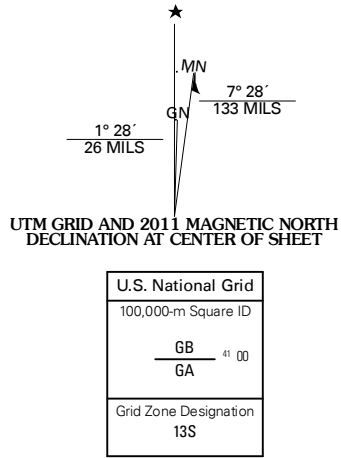 ★
MN
GN
7° 28´
133 MILS
1° 28´
26 MILS
UTM GRID AND 2011 MAGNETIC NORTH
DECLINATION AT CENTER OF SHEET
U.S. National Grid
100,000-m Square ID
GB
41 00
GA
Grid Zone Designation
13S